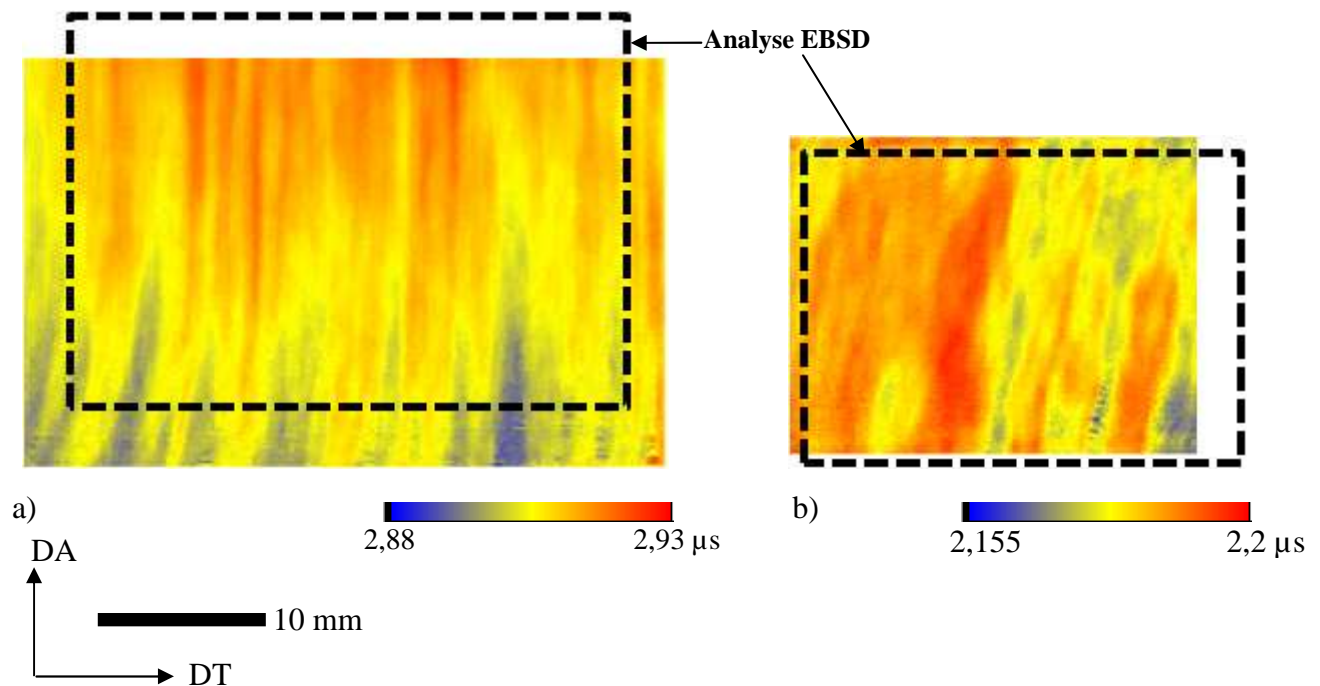 Analyse EBSD
a)
2,88
2,93 µs
b)
2,155
2,2 µs
DA
10 mm
DT